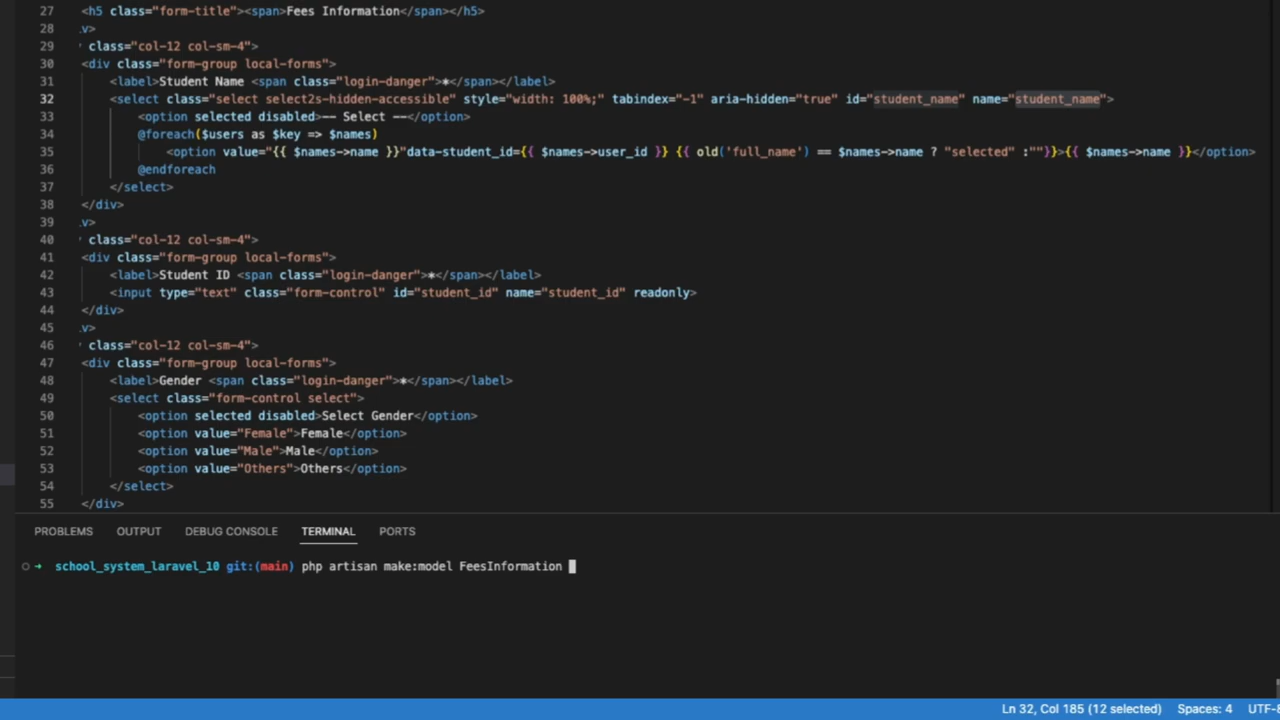 27 <h5 class="form-title"><span>Fees Information</span></h5>
28 .v>
29 class="col-12 col-sm-4">
30 <div class="form-group local-forms">
31 <label>Student Name <span class="login-danger">*</span></label>
32 <select class="select select2s-hidden-accessible" style="width: 100%;" tabindex="-1" aria-hidden="true" id="student_name" name="student_name">
33 <option selected disabled>-- Select --</option>
34 @foreach($users as $key => $names)
35 <option value="{{ $names->name }}"data-student_id={{ $names->user_id }} {{ old('full_name') == $names->name ? "selected" :""}}>{{ $names->name }}</option>
36 @endforeach
37 </select>
38 </div>
39 .v>
40 class="col-12 col-sm-4">
41 <div class="form-group local-forms">
42 <label>Student ID <span class="login-danger">*</span></label>
43 <input type="text" class="form-control" id="student_id" name="student_id" readonly>
44 </div>
45 .v>
46 class="col-12 col-sm-4">
47 <div class="form-group local-forms">
48 <label>Gender <span class="login-danger">*</span></label>
49 <select class="form-control select">
50 <option selected disabled>Select Gender</option>
51 <option value="Female">Female</option>
52 <option value="Male">Male</option>
53 <option value="Others">Others</option>
54 </select>
55 </div>
PROBLEMS OUTPUT DEBUG CONSOLE TERMINAL PORTS
➜ school_system_laravel_10 git:(main) php artisan make:model FeesInformation
Ln 32, Col 185 (12 selected) Spaces: 4 UTF-8